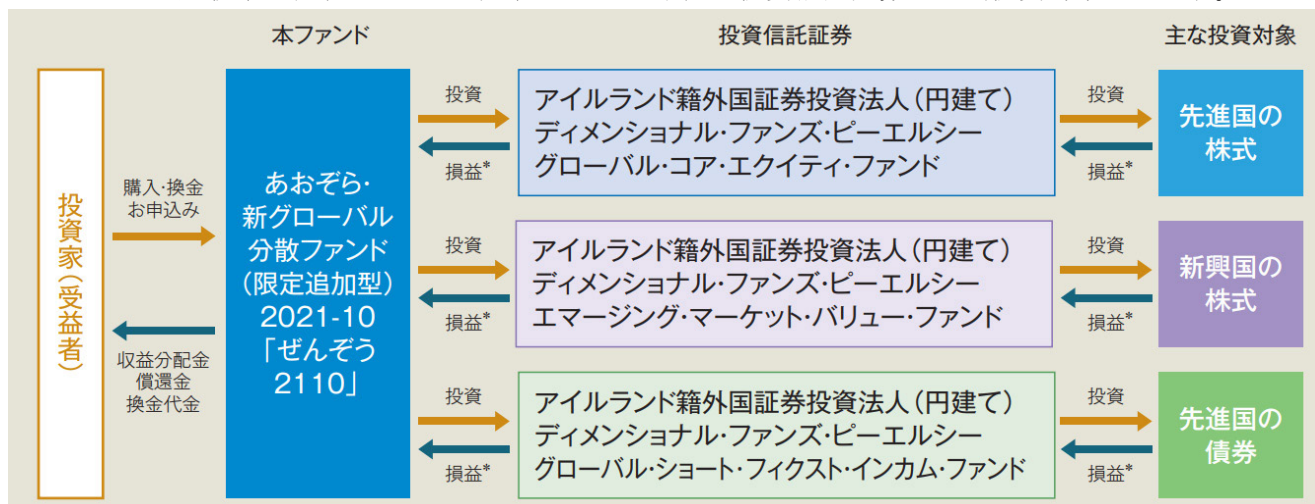 本ファンド
投資信託証券
主な投資対象
投資家(受益者)
購入・換金
お申込み
収益分配金
償還金
換金代金
あおぞら・
新グローバル
分散ファンド
(限定追加型)
2021-10
「ぜんぞう
2110」
投資
損益*
アイルランド籍外国証券投資法人(円建て)
ディメンショナル・ファンズ・ピーエルシー
グローバル・コア・エクイティ・ファンド
投資
損益*
先進国の
株式
投資
損益*
アイルランド籍外国証券投資法人(円建て)
ディメンショナル・ファンズ・ピーエルシー
エマージング・マーケット・バリュー・ファンド
投資
損益*
新興国の
株式
投資
損益*
アイルランド籍外国証券投資法人(円建て)
ディメンショナル・ファンズ・ピーエルシー
グローバル・ショート・フィクスト・インカム・ファンド
投資
損益*
先進国の
債券